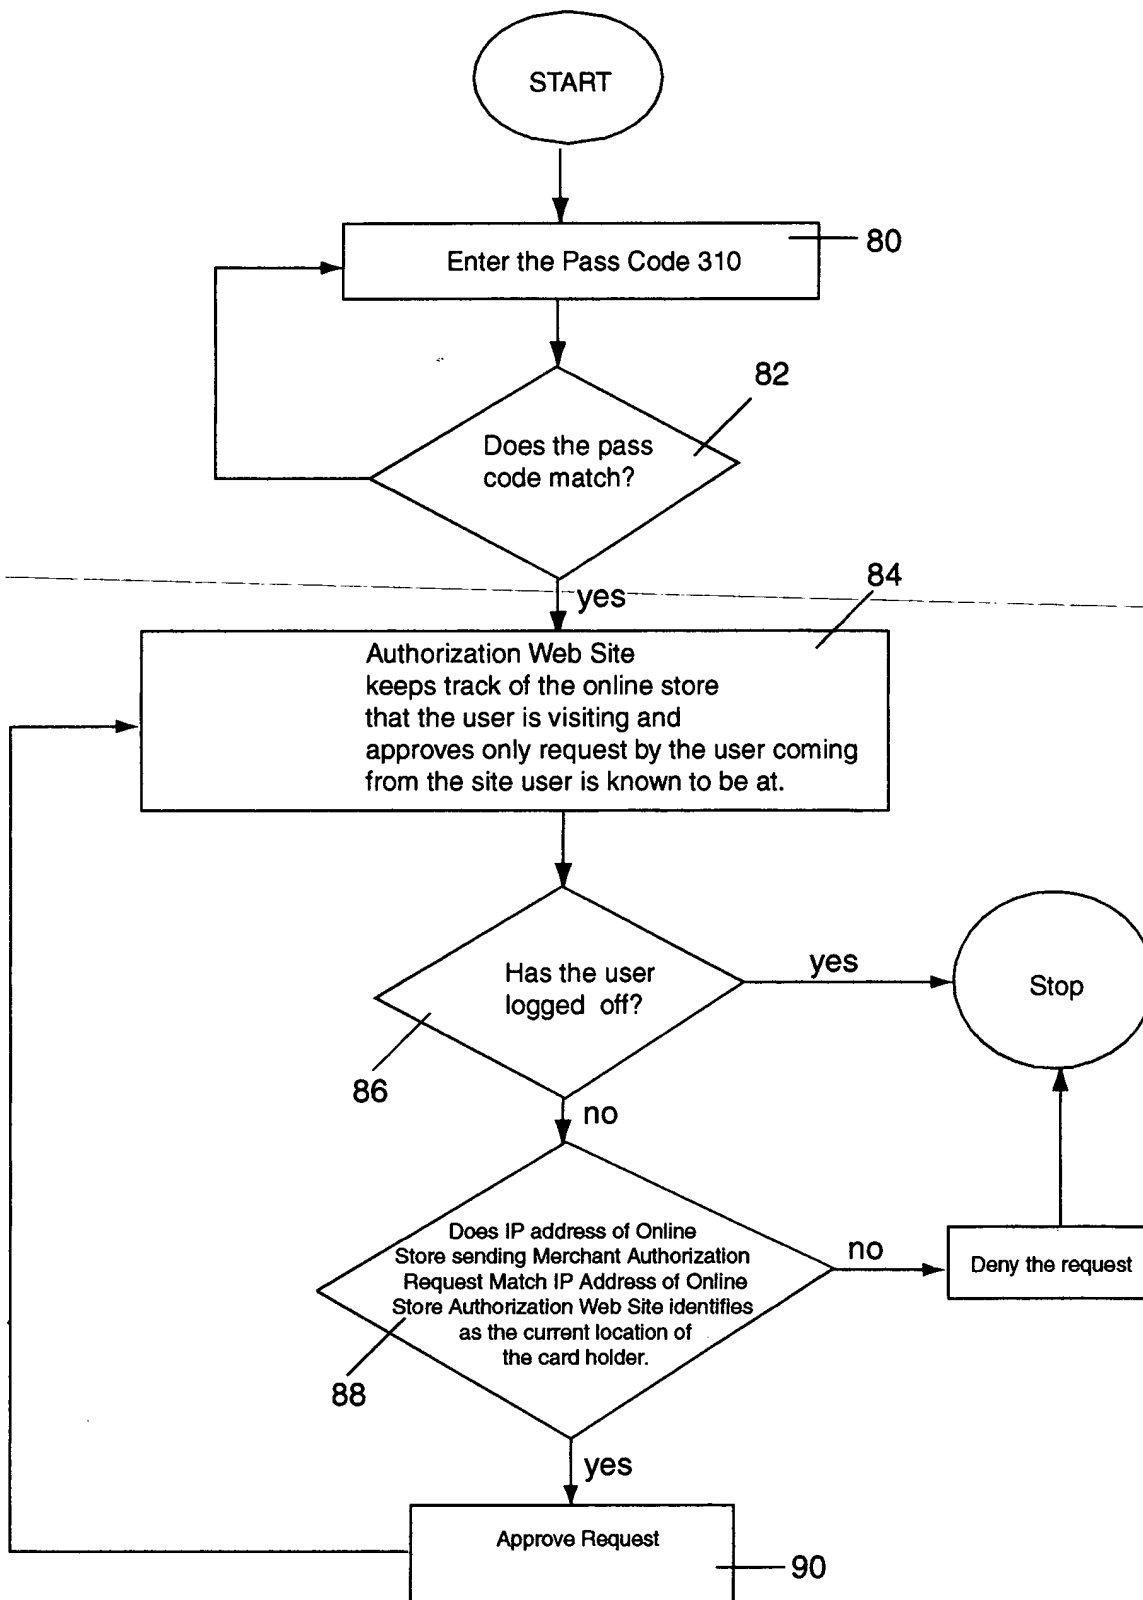 START
Enter the Pass Code 310
80
82
Does the pass
code match?
84
yes
Authorization Web Site
keeps track of the online store
that the user is visiting and
approves only request by the user coming
from the site user is known to be at.
Has the user
logged off?
yes
Stop
86
no
Does IP address of Online
Store sending Merchant Authorization
Request Match IP Address of Online
Store Authorization Web Site identifies
as the current location of
the card holder.
no
Deny the request
88
yes
Approve Request
90